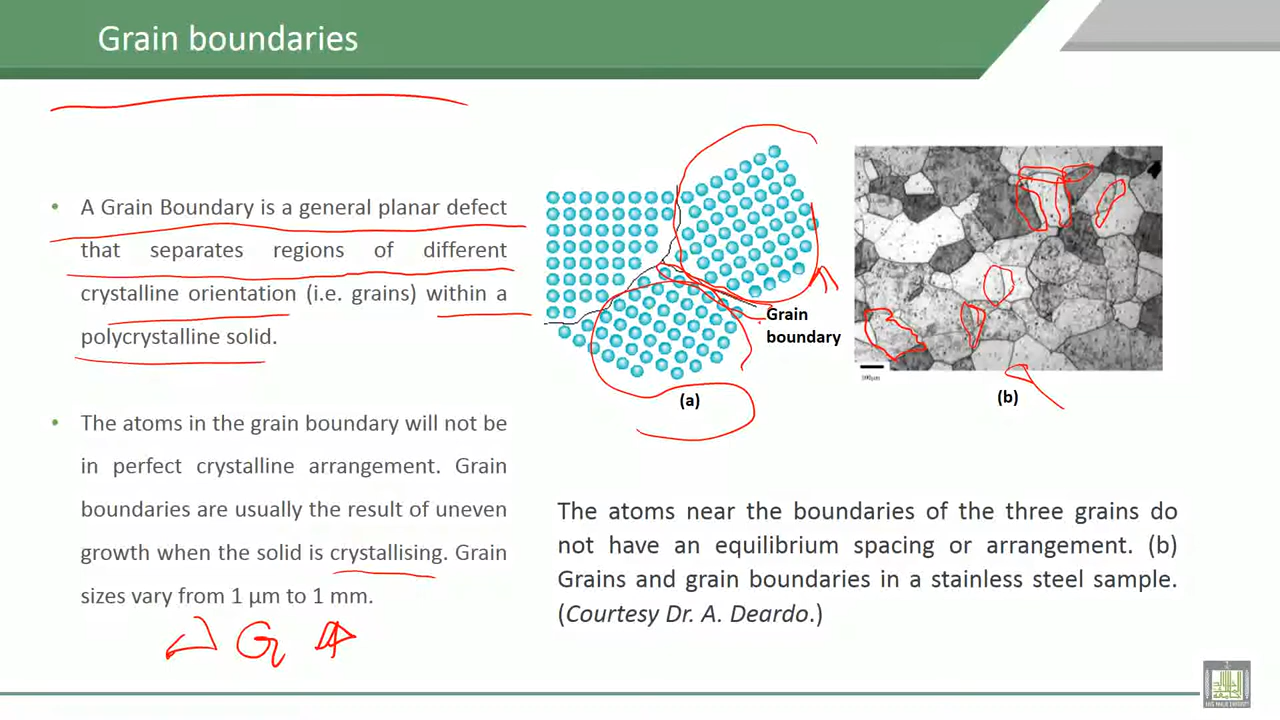 Grain boundaries
• A Grain Boundary is a general planar defect
that separates regions of different
crystalline orientation (i.e. grains) within a
polycrystalline solid.
• The atoms in the grain boundary will not be
in perfect crystalline arrangement. Grain
boundaries are usually the result of uneven
growth when the solid is crystallising. Grain
sizes vary from 1 μm to 1 mm.
Grain
boundary
(a)
(b)
The atoms near the boundaries of the three grains do
not have an equilibrium spacing or arrangement. (b)
Grains and grain boundaries in a stainless steel sample.
(Courtesy Dr. A. Deardo.)